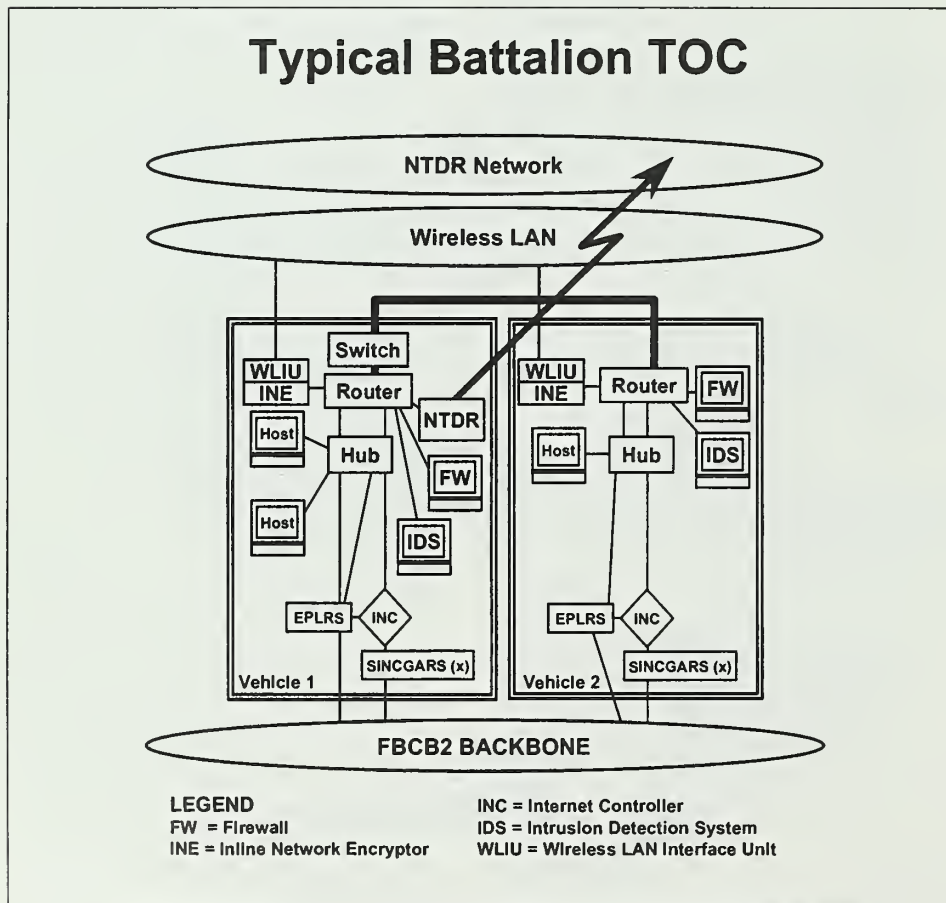 Typical Battalion TOC
NTDR Network
Wireless LAN
Switch
WLIU
INE
Router
NTDR
Host
Hub
FW
Host
IDS
EPLRS
INC
SINCGARS (x)
Vehicle 1
WLIU
INE
Router
FW
Host
Hub
IDS
EPLRS
INC
SINCGARS (x)
Vehicle 2
FBCB2 BACKBONE
LEGEND
FW = Firewall
INE = Inline Network Encryptor
INC = Internet Controller
IDS = Intrusion Detection System
WLIU = Wireless LAN Interface Unit